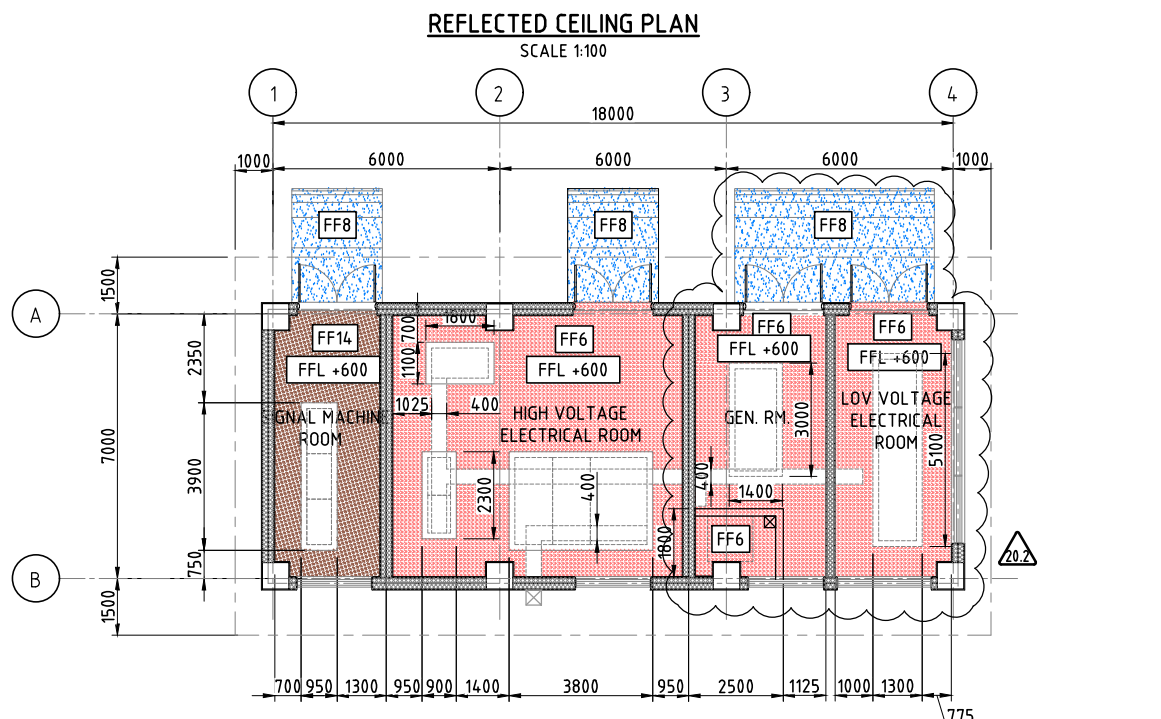 REFLECTED CEILING PLAN
SCALE 1:100
1 2 3 4
18000
1000 6000 6000 6000 1000
FF8 FF8 FF8
1500
A
1800
700
FF14 FF6 FF6 FF6
FFL +600 FFL +600 FFL +600 FFL +600
2350
1100
1025 400
GNAL MACHIN
ROOM
HIGH VOLTAGE
ELECTRICAL ROOM
GEN. RM.
3000
LOV VOLTAGE
ELECTRICAL
ROOM
5100
7000
3900
2300
400
400
1400
1800
FF6
20.2
750
B
1500
700 950 1300 950 900 1400 3800 950 2500 1125 1000 1300
775